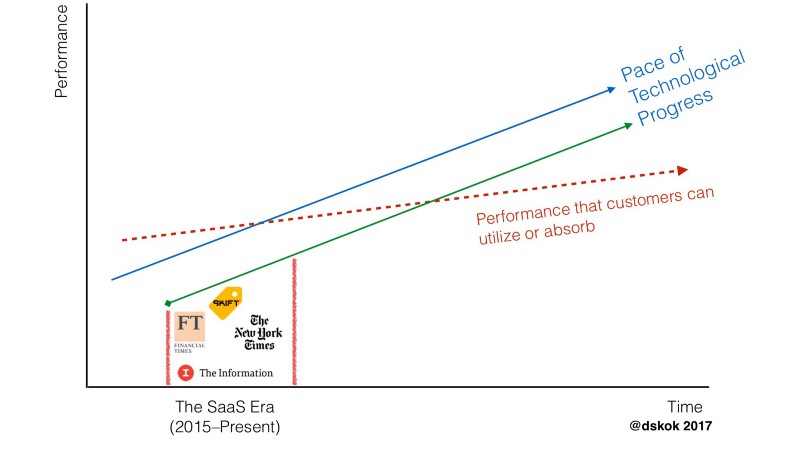 Performance
Pace of
Technological
Progress
Performance that customers can
utilize or absorb
SKIFT
FT
FINANCIAL
TIMES
The
New York
Times
I
The Information
The SaaS Era
(2015–Present)
Time
@dskok 2017